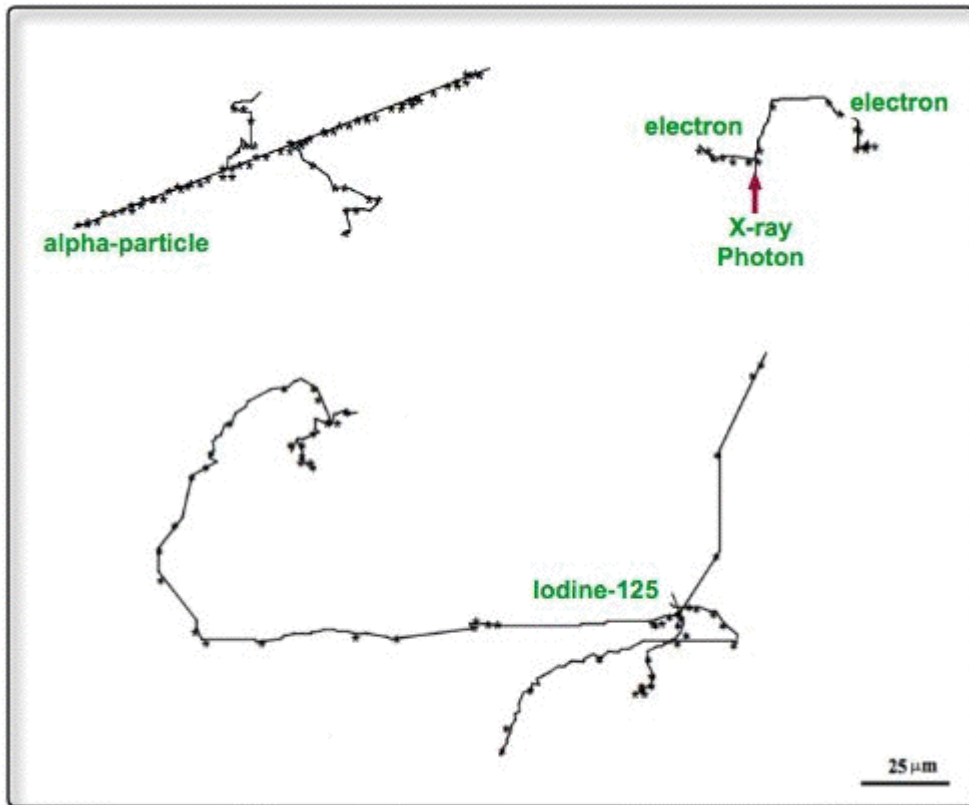 electron
electron
alpha-particle
X-ray
Photon
Iodine-125
25 μm